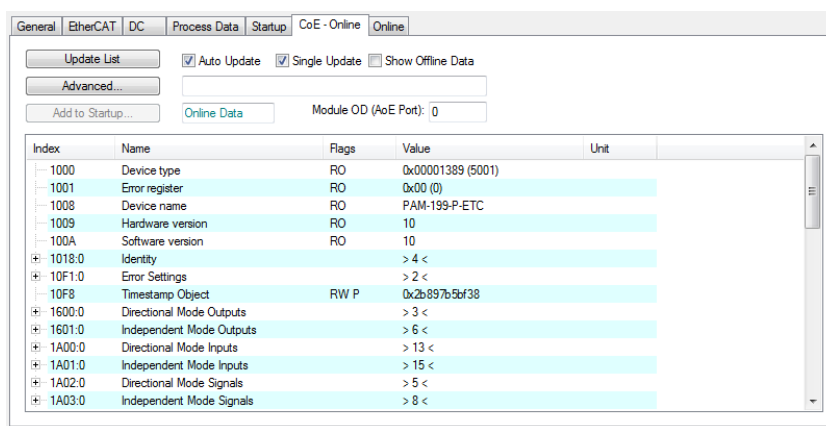 General EtherCAT DC Process Data Startup CoE - Online Online
Update List Auto Update Single Update Show Offline Data
Advanced...
Add to Startup... Online Data Module OD (AoE Port): 0
Index Name Flags Value Unit
1000 Device type RO 0x00001389 (5001)
1001 Error register RO 0x00 (0)
1008 Device name RO PAM-199-P-ETC
1009 Hardware version RO 10
100A Software version RO 10
1018:0 Identity > 4 <
10F1:0 Error Settings > 2 <
10F8 Timestamp Object RW P 0x2b897b5bf38
1600:0 Directional Mode Outputs > 3 <
1601:0 Independent Mode Outputs > 6 <
1A00:0 Directional Mode Inputs > 13 <
1A01:0 Independent Mode Inputs > 15 <
1A02:0 Directional Mode Signals > 5 <
1A03:0 Independent Mode Signals > 8 <